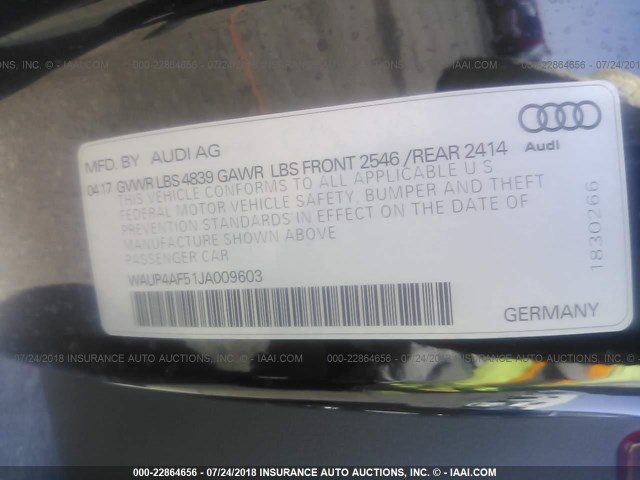 MFD. BY AUDI AG
Audi
04 17 GVWR LBS 4839 GAWR LBS FRONT 2546 /REAR 2414
THIS VEHICLE CONFORMS TO ALL APPLICABLE U S
FEDERAL MOTOR VEHICLE SAFETY, BUMPER AND THEFT
PREVENTION STANDARDS IN EFFECT ON THE DATE OF
MANUFACTURE SHOWN ABOVE
PASSENGER CAR
WAUP4AF51JA009603
1830266
GERMANY
000-22864656 - 07/24/2018 INSURANCE AUTO AUCTIONS, INC. - © IAAI.COM